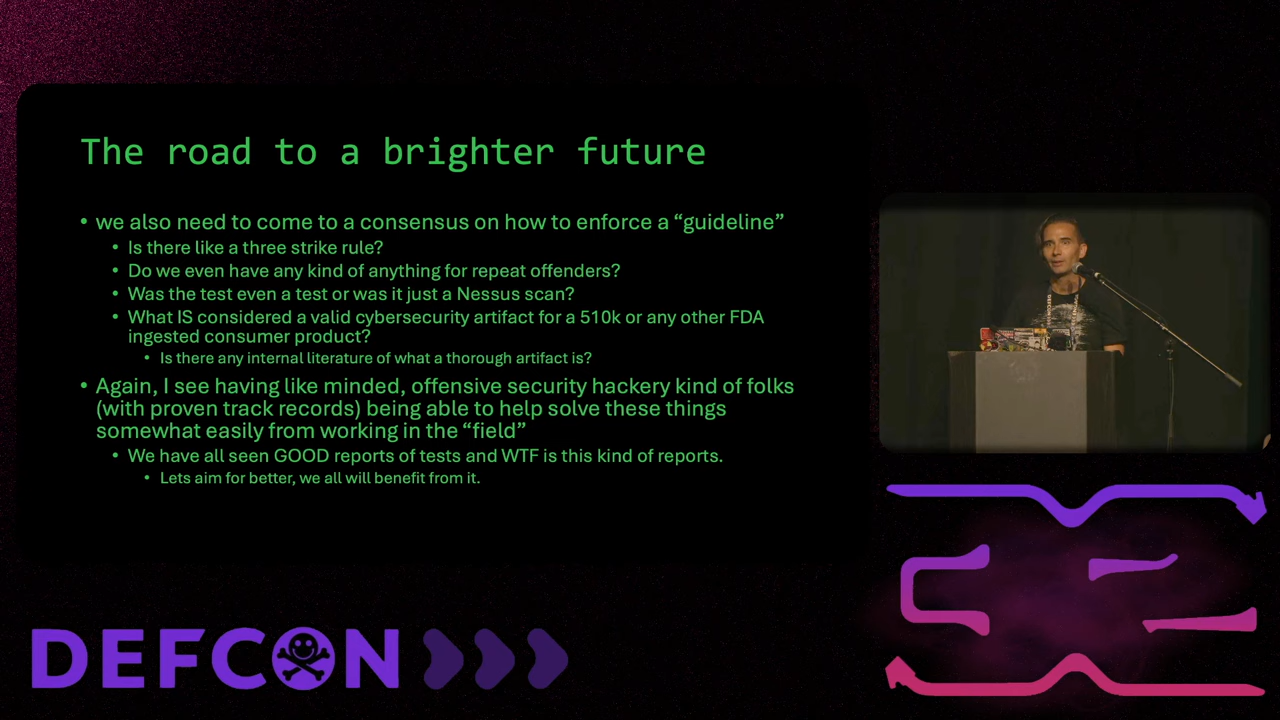 The road to a brighter future
• we also need to come to a consensus on how to enforce a “guideline”
• Is there like a three strike rule?
• Do we even have any kind of anything for repeat offenders?
• Was the test even a test or was it just a Nessus scan?
• What IS considered a valid cybersecurity artifact for a 510k or any other FDA
ingested consumer product?
• Is there any internal literature of what a thorough artifact is?
• Again, I see having like minded, offensive security hackery kind of folks
(with proven track records) being able to help solve these things
somewhat easily from working in the “field”
• We have all seen GOOD reports of tests and WTF is this kind of reports.
• Lets aim for better, we all will benefit from it.
DEFCON